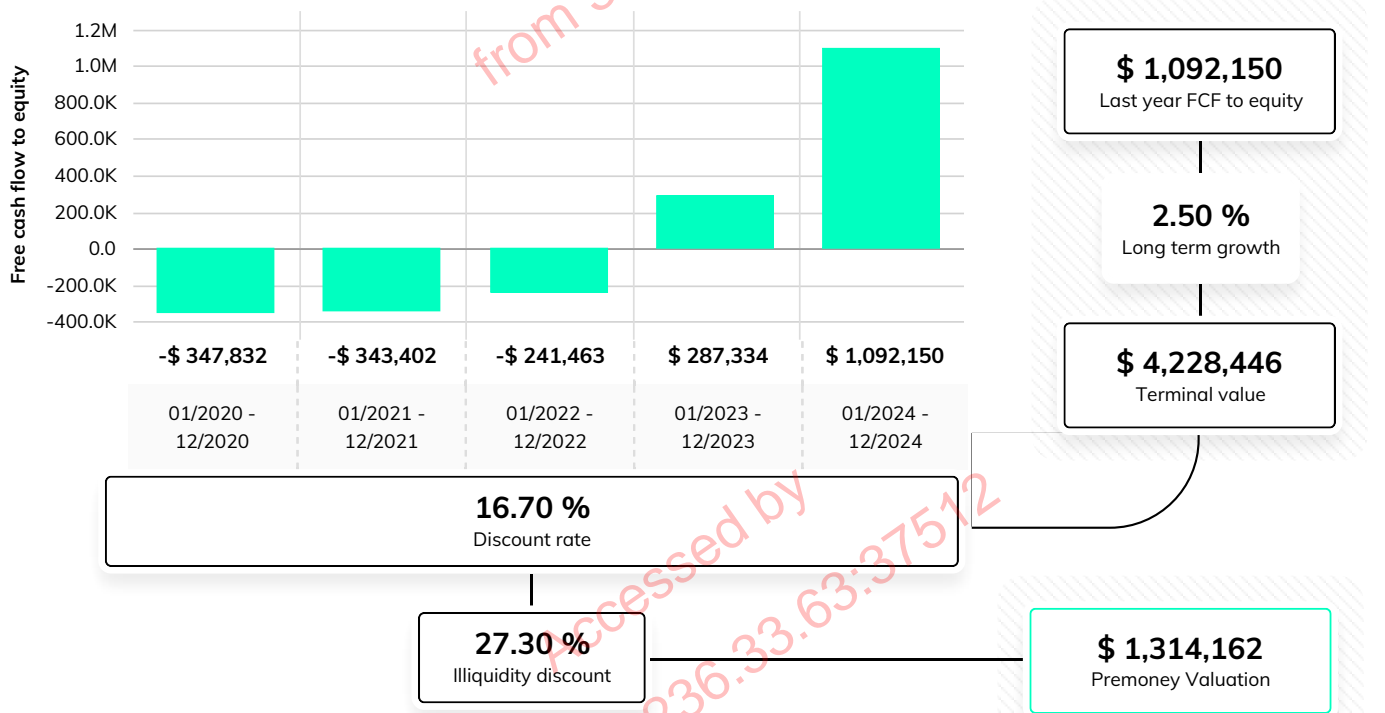 from
1.2M
1.0M
800.0K
600.0K
400.0K
200.0K
0.0
-200.0K
-400.0K
Free cash flow to equity
-$ 347,832
-$ 343,402
-$ 241,463
$ 287,334
$ 1,092,150
01/2020 -
12/2020
01/2021 -
12/2021
01/2022 -
12/2022
01/2023 -
12/2023
01/2024 -
12/2024
$ 1,092,150
Last year FCF to equity
2.50 %
Long term growth
$ 4,228,446
Terminal value
16.70 %
Discount rate
27.30 %
Illiquidity discount
$ 1,314,162
Premoney Valuation
Accessed by
236.33.63:37512